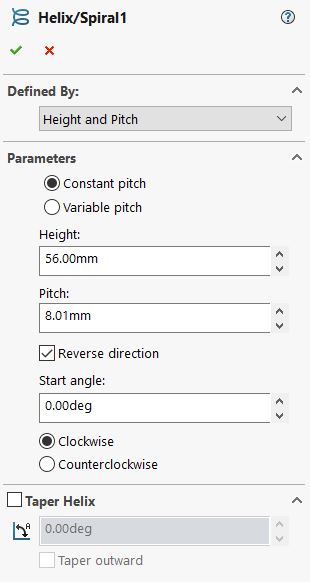 Helix/Spiral1
Defined By:
Height and Pitch
Parameters
Constant pitch
Variable pitch
Height:
56.00mm
Pitch:
8.01mm
Reverse direction
Start angle:
0.00deg
Clockwise
Counterclockwise
Taper Helix
0.00deg
Taper outward